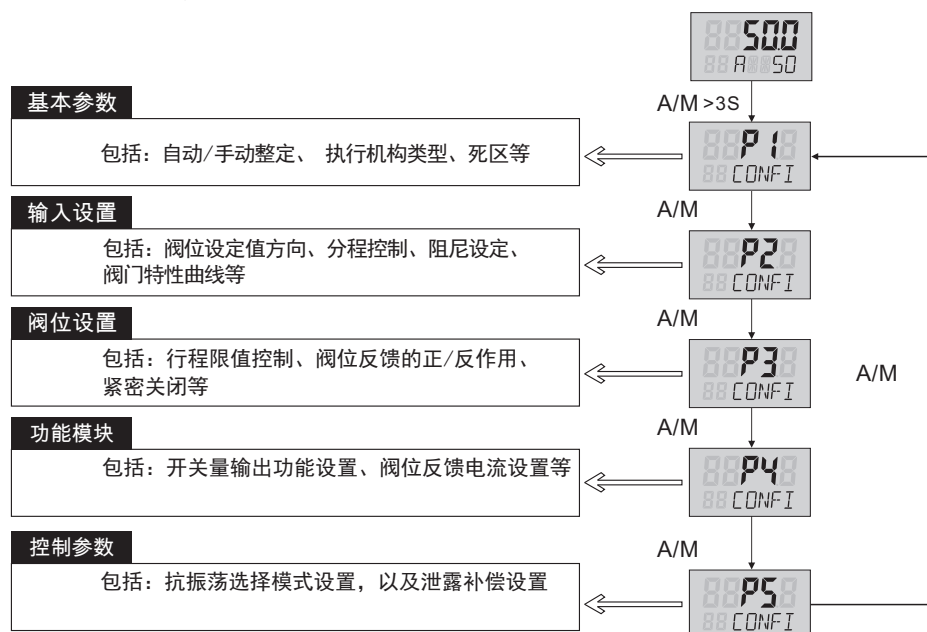 50.0
A 50
基本参数
A/M >3S
包括：自动/手动整定、 执行机构类型、死区等
P1
CONFI
输入设置
A/M
包括：阀位设定值方向、分程控制、阻尼设定、
阀门特性曲线等
P2
CONFI
阀位设置
A/M
包括：行程限值控制、阀位反馈的正/反作用、
紧密关闭等
P3
CONFI
A/M
功能模块
A/M
包括：开关量输出功能设置、阀位反馈电流设置等
P4
CONFI
控制参数
A/M
包括：抗振荡选择模式设置，以及泄露补偿设置
P5
CONFI